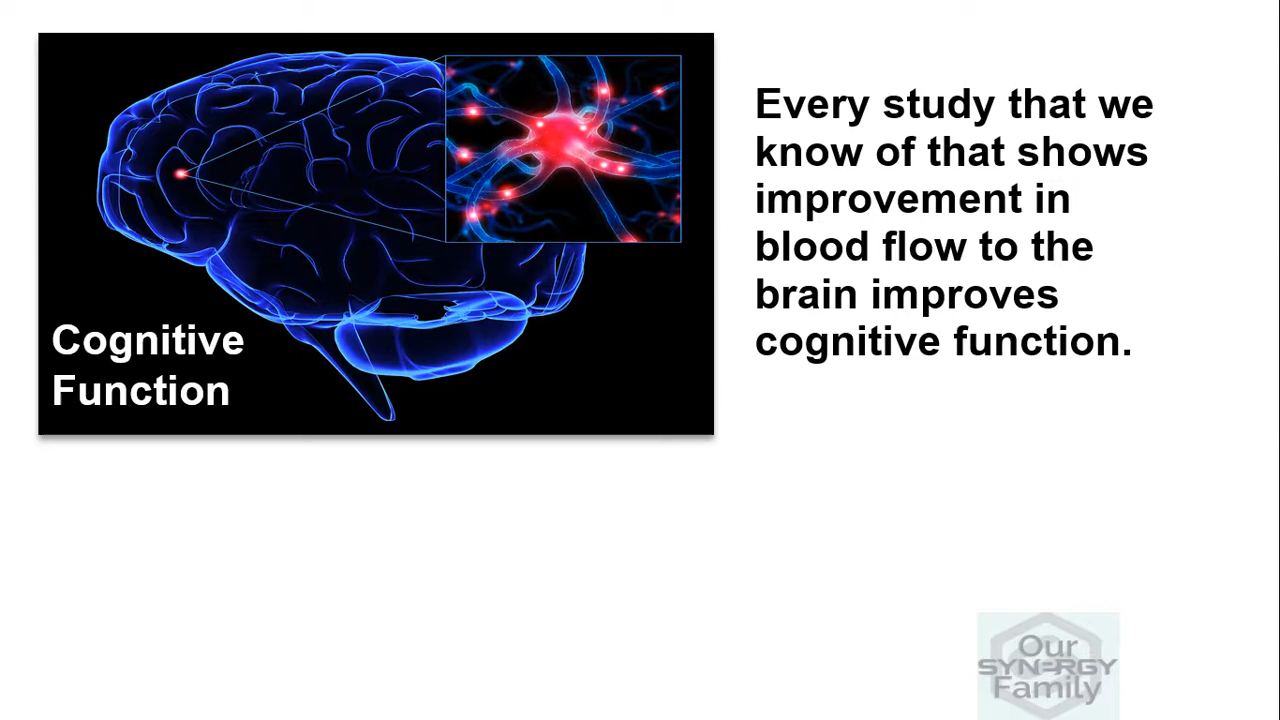 Cognitive
Function
Every study that we
know of that shows
improvement in
blood flow to the
brain improves
cognitive function.
Our
SYNERGY
Family